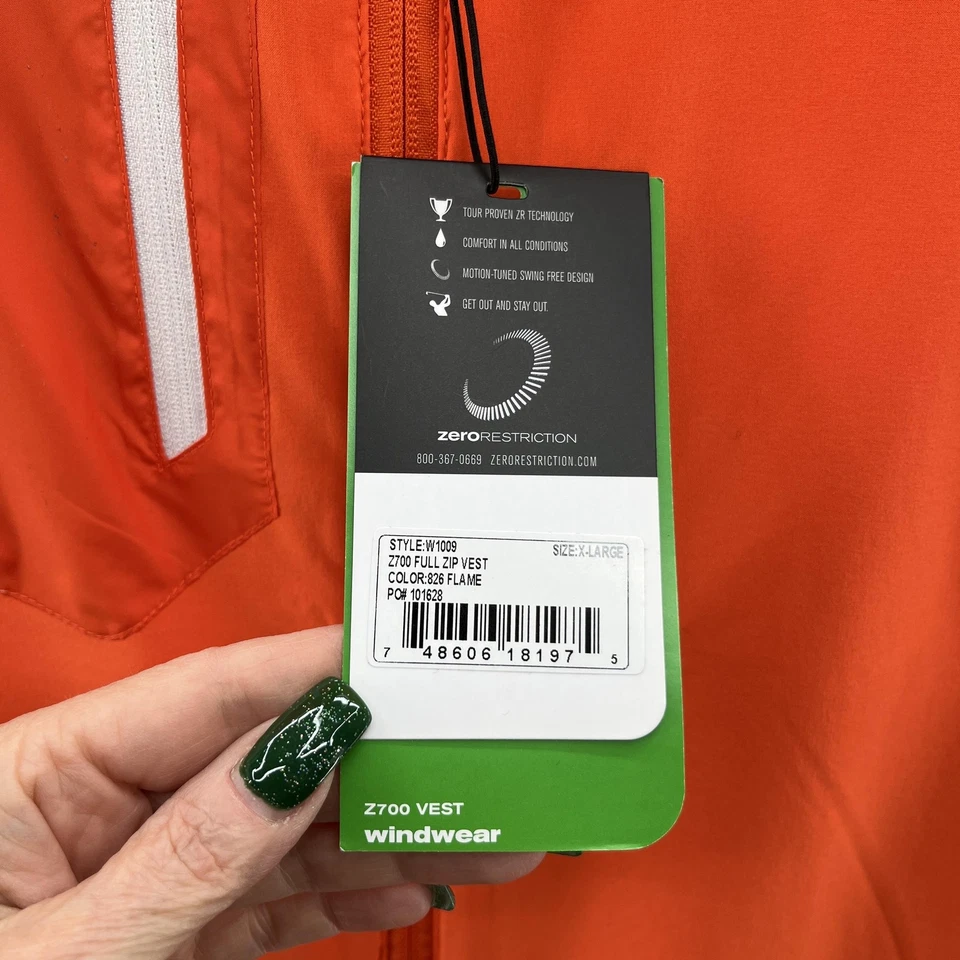 TOUR PROVEN ZR TECHNOLOGY
COMFORT IN ALL CONDITIONS
MOTION-TUNED SWING FREE DESIGN
GET OUT AND STAY OUT.
zeroRESTRICTION
800-367-0669 ZERORESTRICTION.COM
STYLE:W1009 SIZE:X-LARGE
Z700 FULL ZIP VEST
COLOR:826 FLAME
PO# 101628
7 48606 18197 5
Z700 VEST
windwear